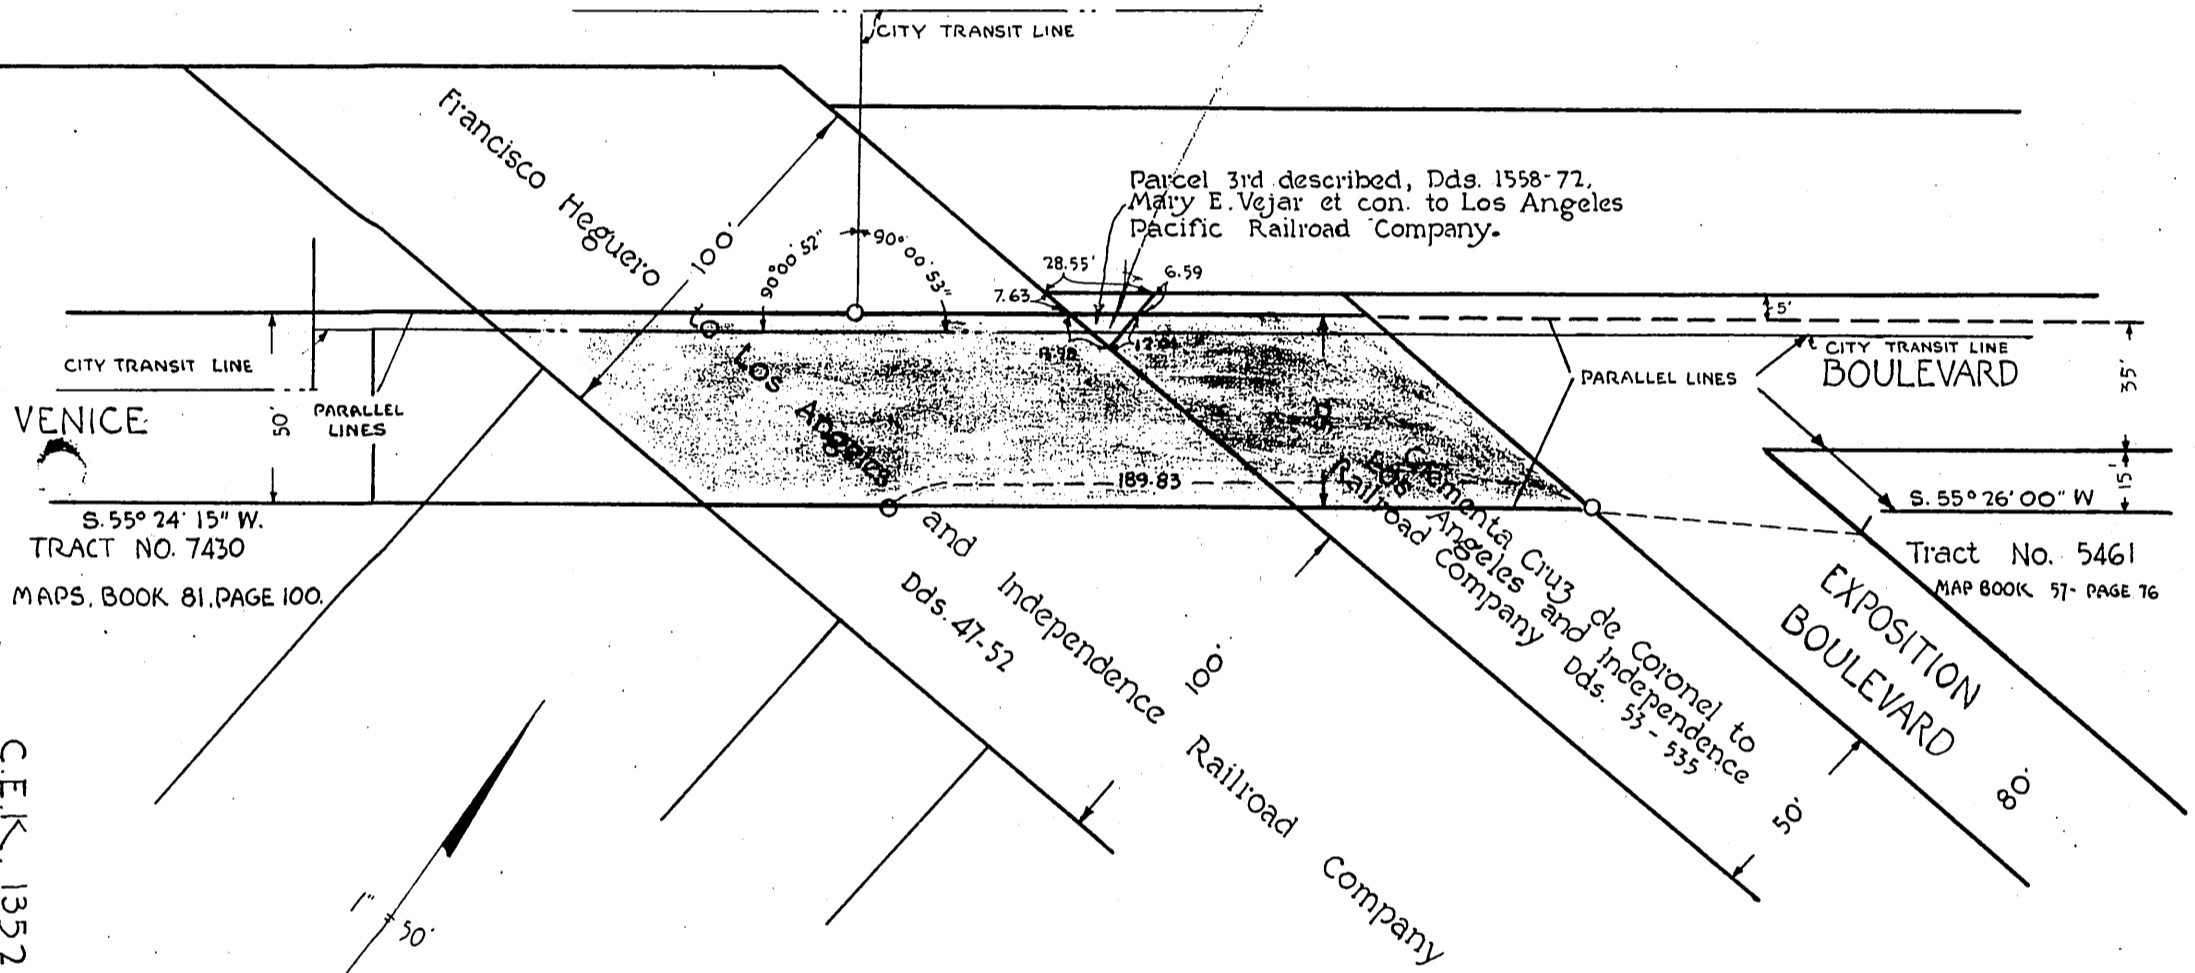 CITY TRANSIT LINE
Francisco Heguero
to Los Angeles
and Independence Railroad Company
Dds. 47-52
100'
90° 00' 52"
90° 00' 53"
Parcel 3rd described, Dds. 1558-72,
Mary E. Vejar et con. to Los Angeles
Pacific Railroad Company.
28.55'
6.59
7.63
12.04
5'
CITY TRANSIT LINE
BOULEVARD
PARALLEL LINES
35'
15'
CITY TRANSIT LINE
VENICE
50'
PARALLEL
LINES
189.83
S. 55° 24' 15" W.
TRACT NO. 7430
MAPS, BOOK 81, PAGE 100.
S. 55° 26' 00" W
Tract No. 5461
MAP BOOK 57- PAGE 76
Clementa Cruz de Coronel to
Los Angeles and Independence
Railroad Company Dds. 53-535
EXPOSITION
BOULEVARD
100'
50'
80'
1" = 50'
C.E.K. 1352